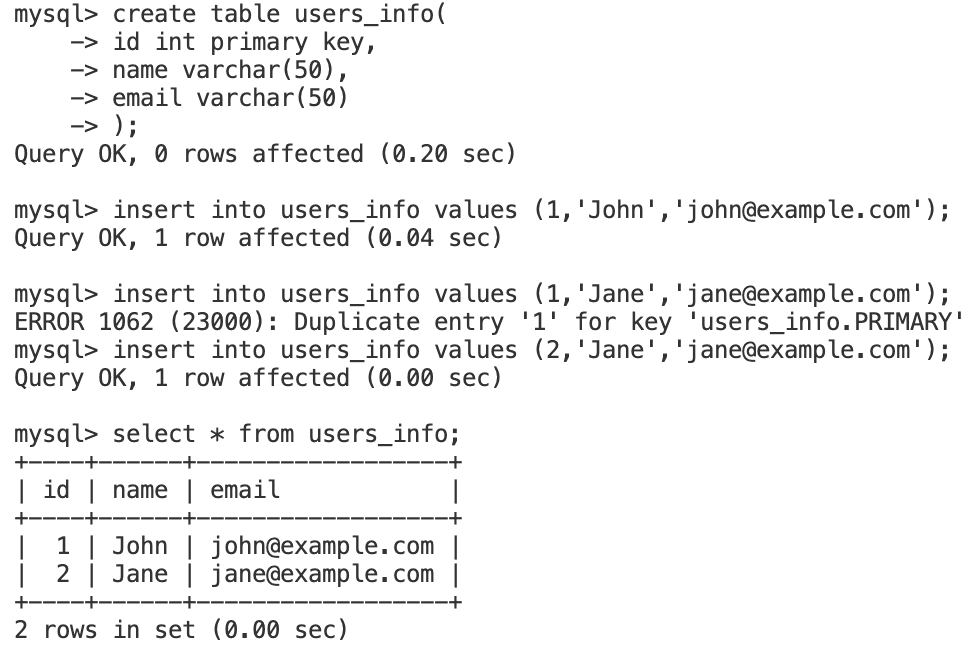 mysql> create table users_info(
    -> id int primary key,
    -> name varchar(50),
    -> email varchar(50)
    -> );
Query OK, 0 rows affected (0.20 sec)

mysql> insert into users_info values (1,'John','john@example.com');
Query OK, 1 row affected (0.04 sec)

mysql> insert into users_info values (1,'Jane','jane@example.com');
ERROR 1062 (23000): Duplicate entry '1' for key 'users_info.PRIMARY'
mysql> insert into users_info values (2,'Jane','jane@example.com');
Query OK, 1 row affected (0.00 sec)

mysql> select * from users_info;
+----+------+------------------+
| id | name | email            |
+----+------+------------------+
|  1 | John | john@example.com |
|  2 | Jane | jane@example.com |
+----+------+------------------+
2 rows in set (0.00 sec)